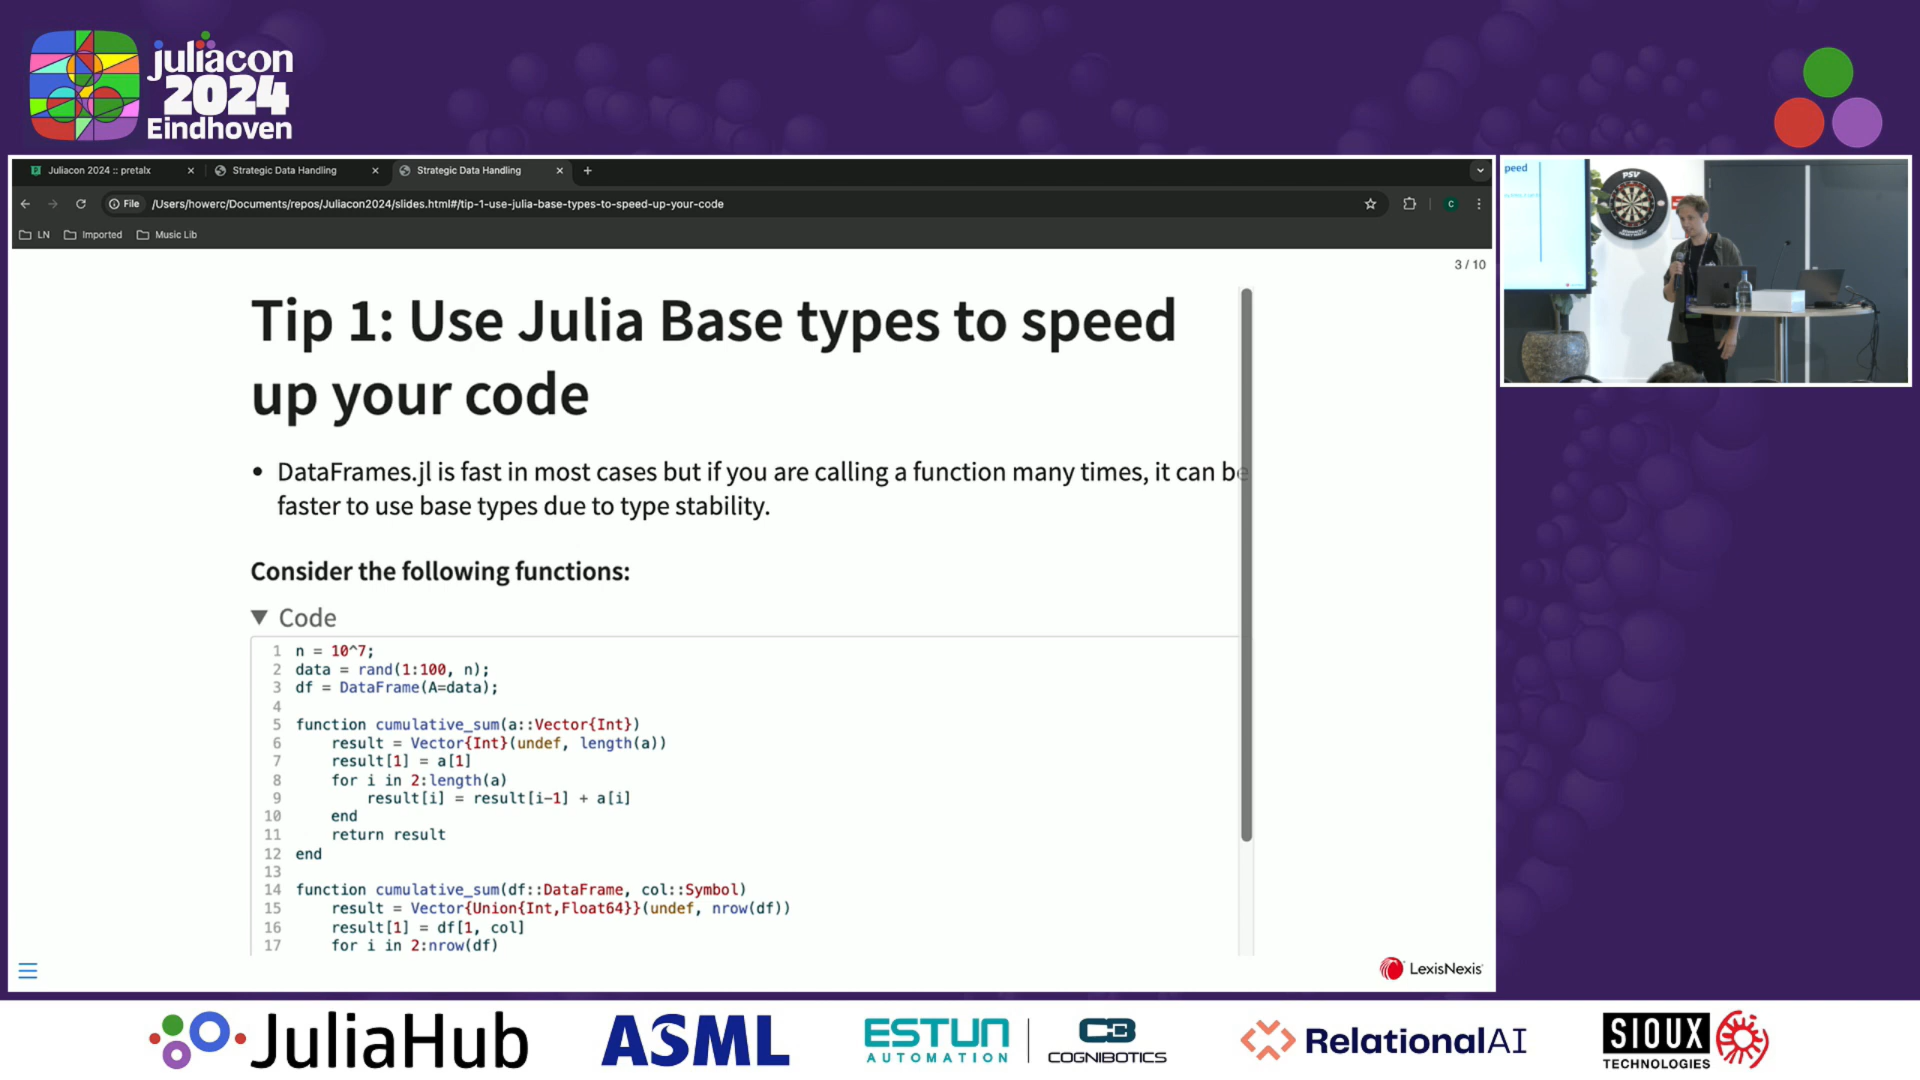 juliacon
2024
Eindhoven
Juliacon 2024 :: pretalx
Strategic Data Handling
Strategic Data Handling
File
/Users/howerc/Documents/repos/Juliacon2024/slides.html#/tip-1-use-julia-base-types-to-speed-up-your-code
C
LN
Imported
Music Lib
3 / 10
Tip 1: Use Julia Base types to speed
up your code
• DataFrames.jl is fast in most cases but if you are calling a function many times, it can be
faster to use base types due to type stability.
Consider the following functions:
▼ Code
1 n = 10^7;
2 data = rand(1:100, n);
3 df = DataFrame(A=data);
4
5 function cumulative_sum(a::Vector{Int})
6 result = Vector{Int}(undef, length(a))
7 result[1] = a[1]
8 for i in 2:length(a)
9 result[i] = result[i-1] + a[i]
10 end
11 return result
12 end
13
14 function cumulative_sum(df::DataFrame, col::Symbol)
15 result = Vector{Union{Int,Float64}}(undef, nrow(df))
16 result[1] = df[1, col]
17 for i in 2:nrow(df)
LexisNexis
peed
PSV
JuliaHub
ASML
ESTUN
AUTOMATION
CB
COGNIBOTICS
RelationalAI
SIOUX
TECHNOLOGIES